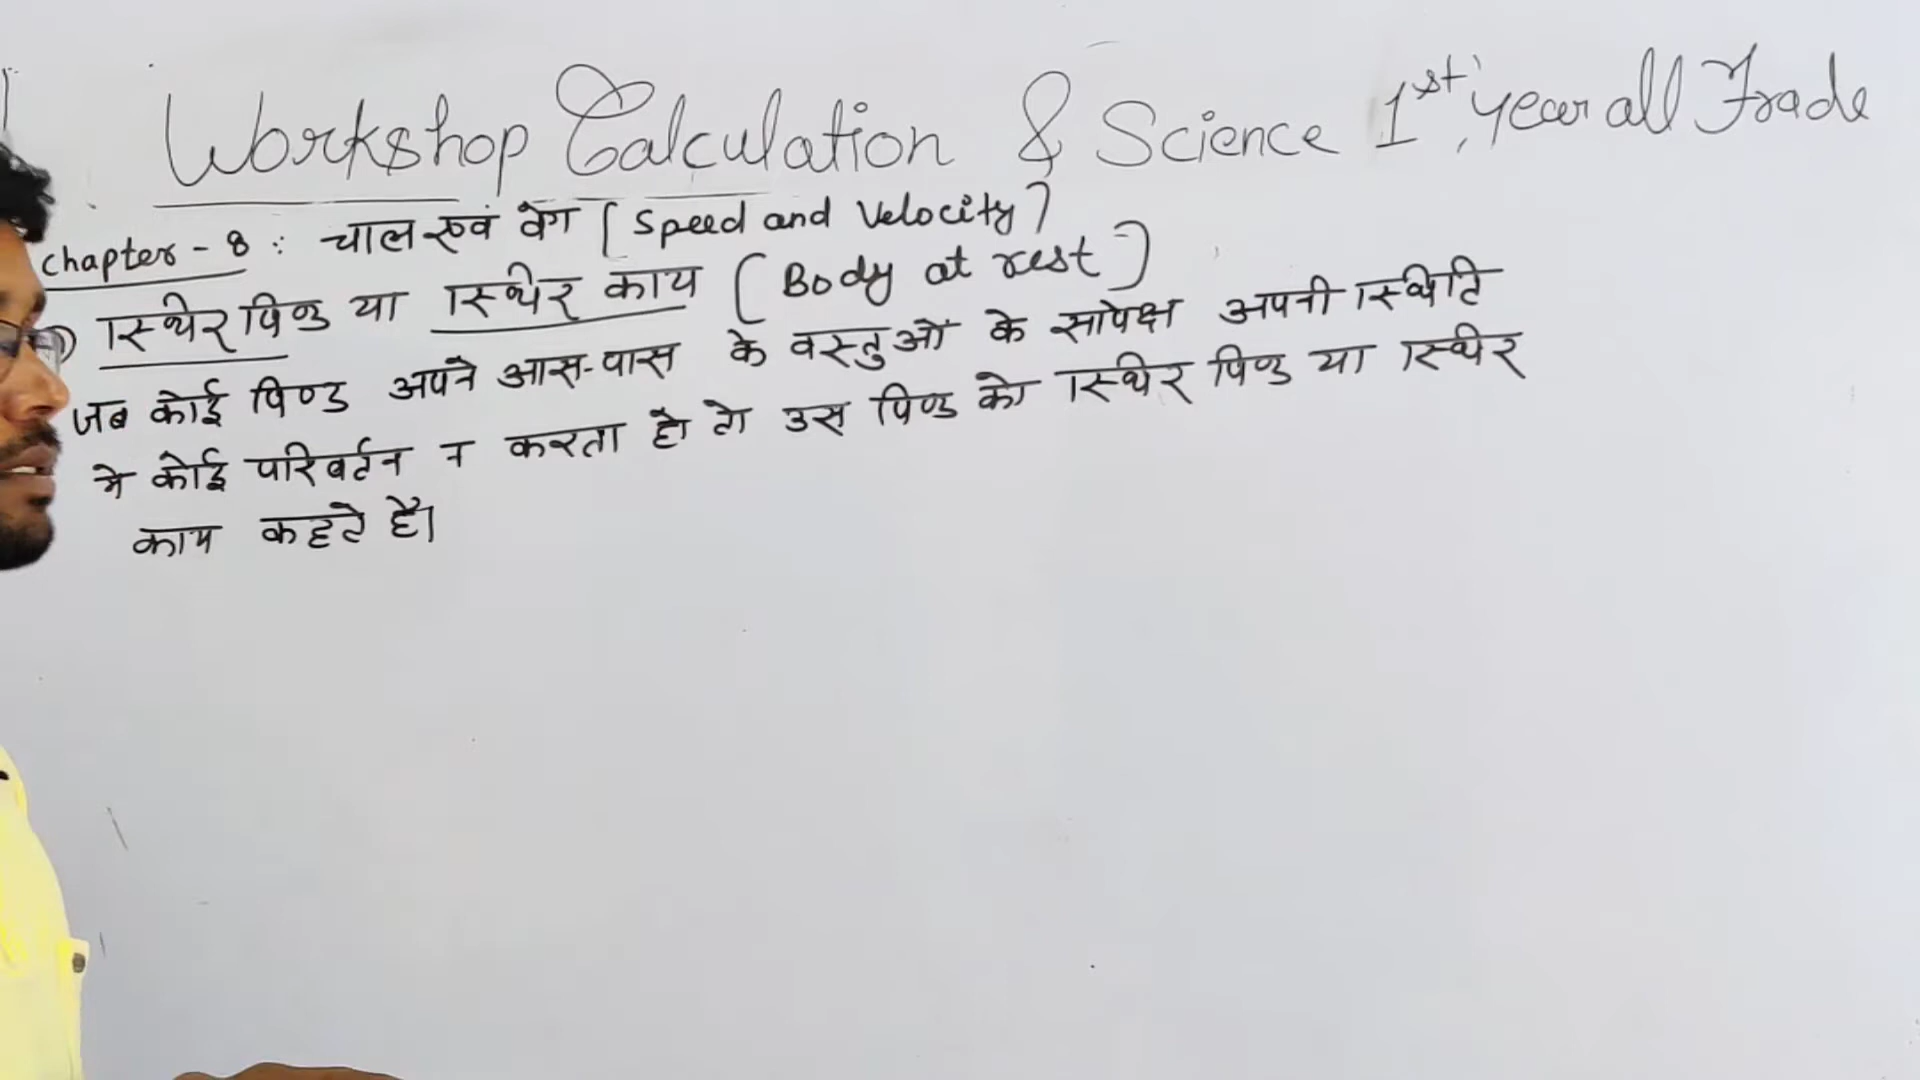 Workshop Calculation & Science 1st, year all Trade
Chapter - 8 : चाल एवं वेग [Speed and Velocity]
स्थिर पिण्ड या स्थिर काय (Body at rest)
जब कोई पिण्ड अपने आस-पास के वस्तुओं के सापेक्ष अपनी स्थिति
मे कोई परिवर्तन न करता हो तो उस पिण्ड को स्थिर पिण्ड या स्थिर
काय कहते है।